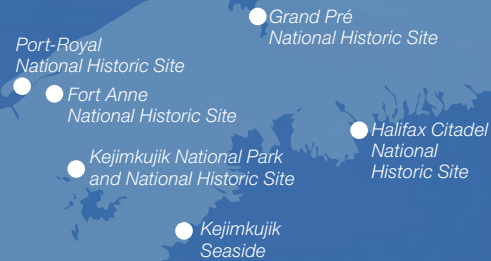 Grand Pré
National Historic Site
Port-Royal
National Historic Site
Fort Anne
National Historic Site
Halifax Citadel
National
Historic Site
Kejimkujik National Park
and National Historic Site
Kejimkujik
Seaside